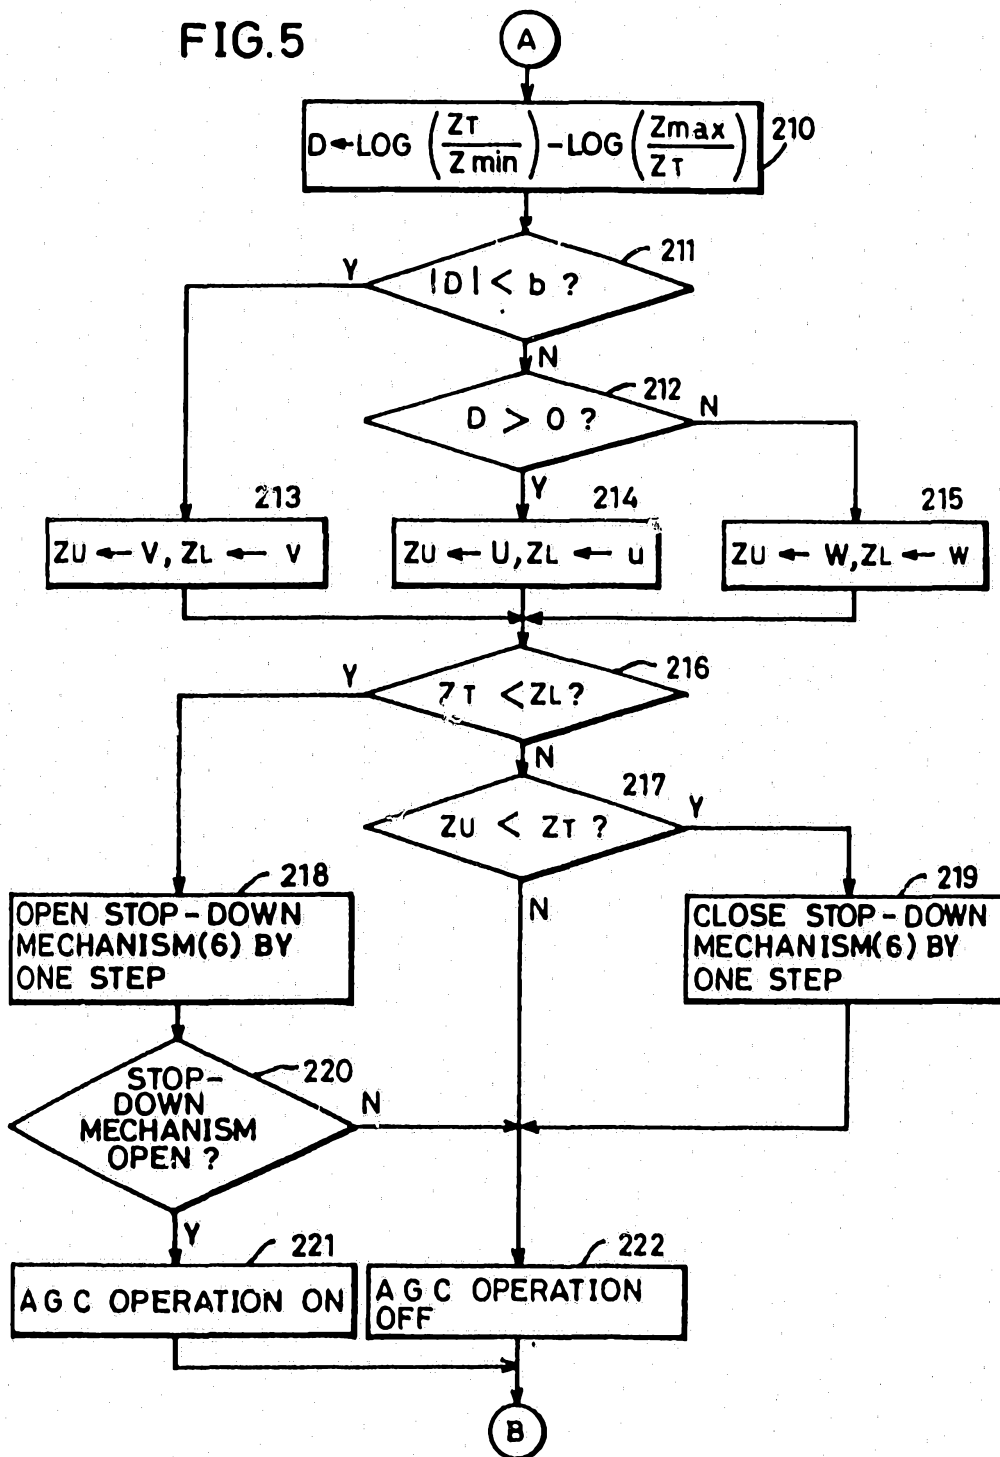 FIG.5
A
D←LOG (ZT/Zmin)-LOG(Zmax/ZT)
210
|D| < b ?
211
Y
N
D > 0 ?
212
N
Y
213
214
215
ZU ← V, ZL ← v
ZU ← U, ZL ← u
ZU ← W, ZL ← w
ZT < ZL?
216
Y
N
217
ZU < ZT ?
Y
N
218
OPEN STOP-DOWN
MECHANISM(6) BY
ONE STEP
219
CLOSE STOP-DOWN
MECHANISM(6) BY
ONE STEP
220
STOP-
DOWN
MECHANISM
OPEN ?
N
Y
221
222
AGC OPERATION ON
AGC OPERATION
OFF
B